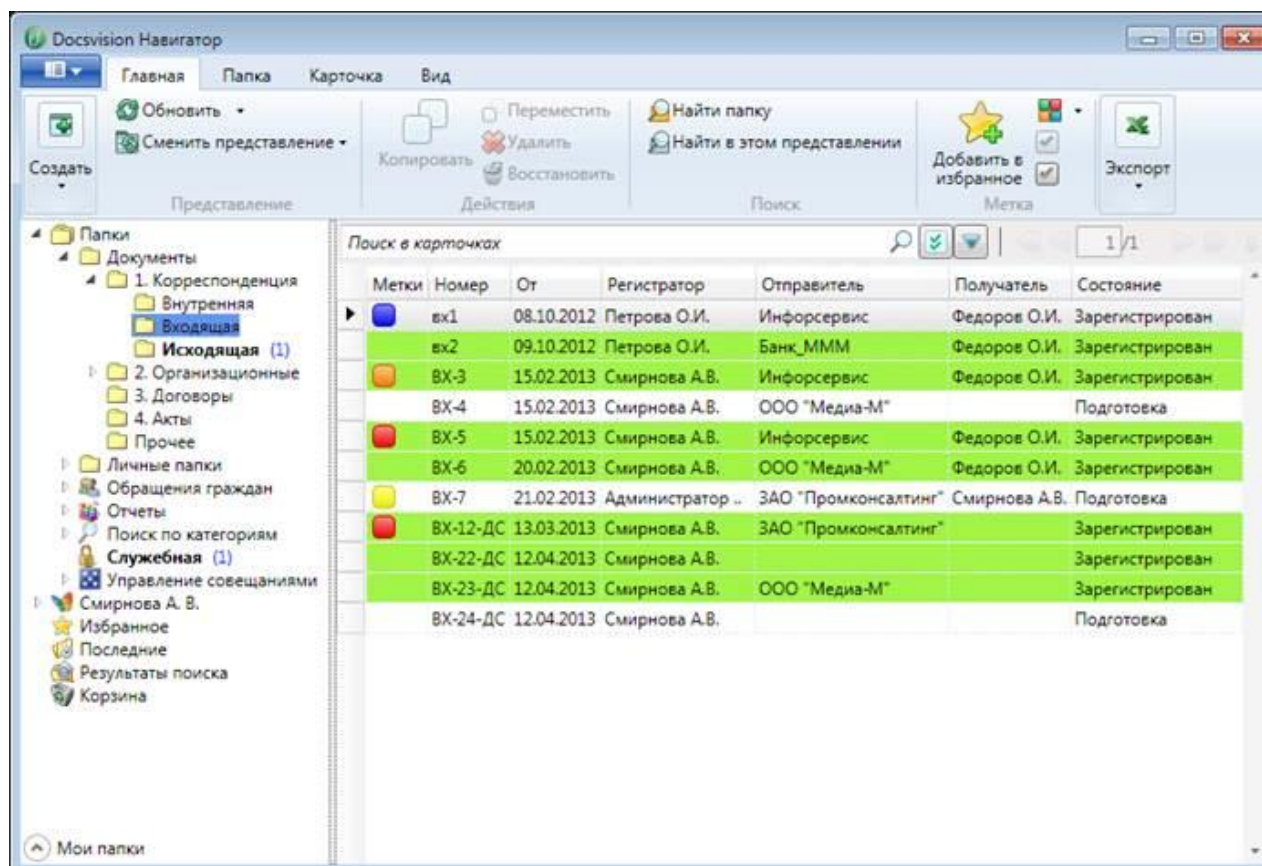 Docsvision Навигатор
Главная Папка Карточка Вид
Создать
Обновить
Сменить представление
Представление
Копировать
Переместить
Удалить
Восстановить
Действия
Найти папку
Найти в этом представлении
Поиск
Добавить в
избранное
Метка
Экспорт
Папки
Документы
1. Корреспонденция
Внутренняя
Входящая
Исходящая (1)
2. Организационные
3. Договоры
4. Акты
Прочее
Личные папки
Обращения граждан
Отчеты
Поиск по категориям
Служебная (1)
Управление совещаниями
Смирнова А. В.
Избранное
Последние
Результаты поиска
Корзина
Мои папки
Поиск в карточках 1 /1
Метки Номер От Регистратор Отправитель Получатель Состояние
вх1 08.10.2012 Петрова О.И. Инфорсервис Федоров О.И. Зарегистрирован
вх2 09.10.2012 Петрова О.И. Банк_МММ Федоров О.И. Зарегистрирован
ВХ-3 15.02.2013 Смирнова А.В. Инфорсервис Федоров О.И. Зарегистрирован
ВХ-4 15.02.2013 Смирнова А.В. ООО "Медиа-М" Подготовка
ВХ-5 15.02.2013 Смирнова А.В. Инфорсервис Федоров О.И. Зарегистрирован
ВХ-6 20.02.2013 Смирнова А.В. ООО "Медиа-М" Федоров О.И. Зарегистрирован
ВХ-7 21.02.2013 Администратор .. ЗАО "Промконсалтинг" Смирнова А.В. Подготовка
ВХ-12-ДС 13.03.2013 Смирнова А.В. ЗАО "Промконсалтинг" Зарегистрирован
ВХ-22-ДС 12.04.2013 Смирнова А.В. Зарегистрирован
ВХ-23-ДС 12.04.2013 Смирнова А.В. ООО "Медиа-М" Зарегистрирован
ВХ-24-ДС 12.04.2013 Смирнова А.В. Подготовка